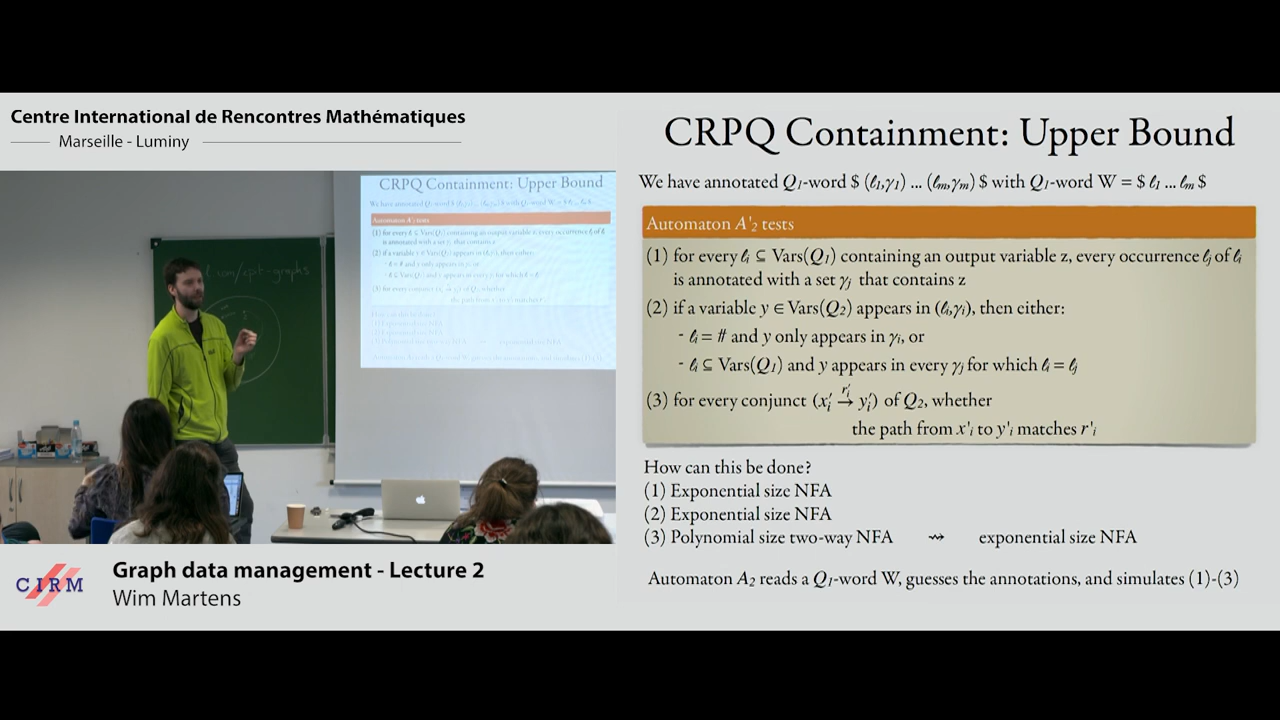 Centre International de Rencontres Mathématiques
Marseille - Luminy
CRPQ Containment: Upper Bound
We have annotated Q₁-word $ (ℓ₁,γ₁) ... (ℓₘ,γₘ) $ with Q₁-word W = $ ℓ₁ ... ℓₘ $
Automaton A'₂ tests
(1) for every ℓᵢ ⊆ Vars(Q₁) containing an output variable z, every occurrence ℓⱼ of ℓᵢ
is annotated with a set γⱼ that contains z
(2) if a variable y ∈ Vars(Q₂) appears in (ℓᵢ,γᵢ), then either:
- ℓᵢ = # and y only appears in γᵢ, or
- ℓᵢ ⊆ Vars(Q₁) and y appears in every γⱼ for which ℓᵢ = ℓⱼ
(3) for every conjunct (x'ᵢ →^{r'ᵢ} y'ᵢ) of Q₂, whether
the path from x'ᵢ to y'ᵢ matches r'ᵢ
How can this be done?
(1) Exponential size NFA
(2) Exponential size NFA
(3) Polynomial size two-way NFA ⇝ exponential size NFA
Automaton A₂ reads a Q₁-word W, guesses the annotations, and simulates (1)-(3)
CRPQ Containment: Upper Bound
CIRM
Graph data management - Lecture 2
Wim Martens